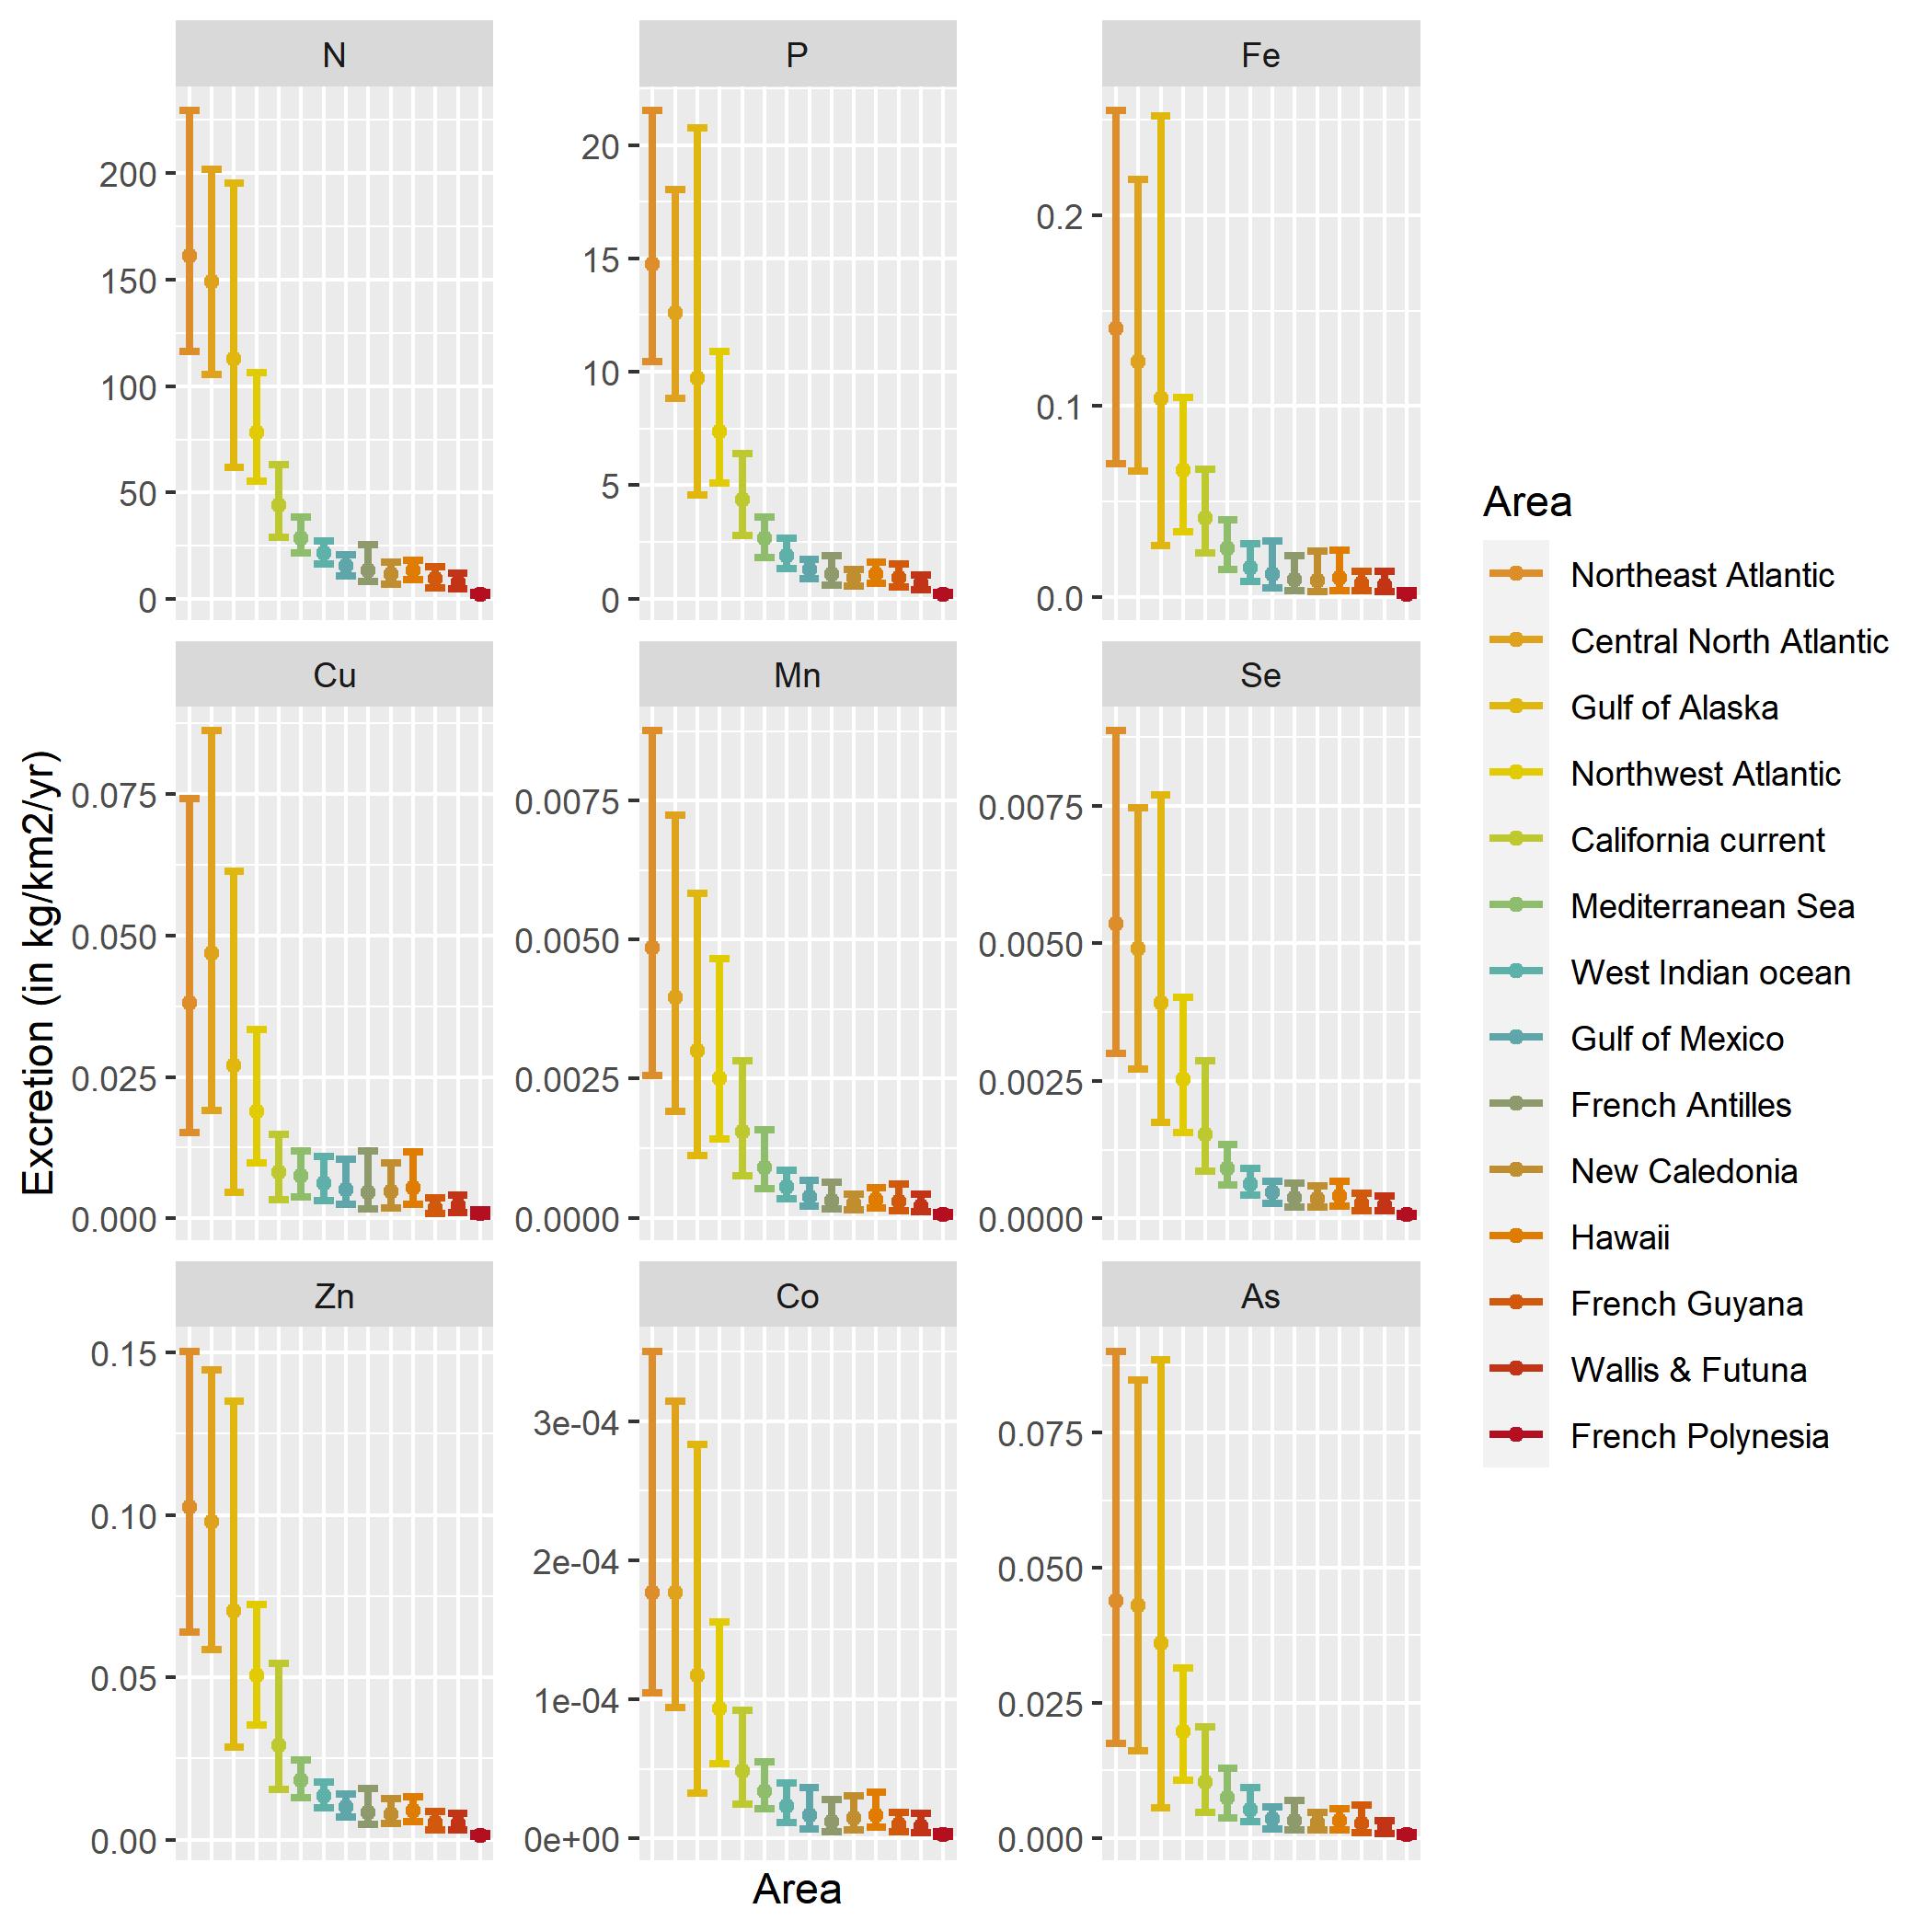 N
P
Fe
200
150
100
50
0
20
15
10
5
0
0.2
0.1
0.0
Cu
Mn
Se
0.075
0.050
0.025
0.000
0.0075
0.0050
0.0025
0.0000
0.0075
0.0050
0.0025
0.0000
Zn
Co
As
0.15
0.10
0.05
0.00
3e-04
2e-04
1e-04
0e+00
0.075
0.050
0.025
0.000
Excretion (in kg/km2/yr)
Area
Area
Northeast Atlantic
Central North Atlantic
Gulf of Alaska
Northwest Atlantic
California current
Mediterranean Sea
West Indian ocean
Gulf of Mexico
French Antilles
New Caledonia
Hawaii
French Guyana
Wallis & Futuna
French Polynesia